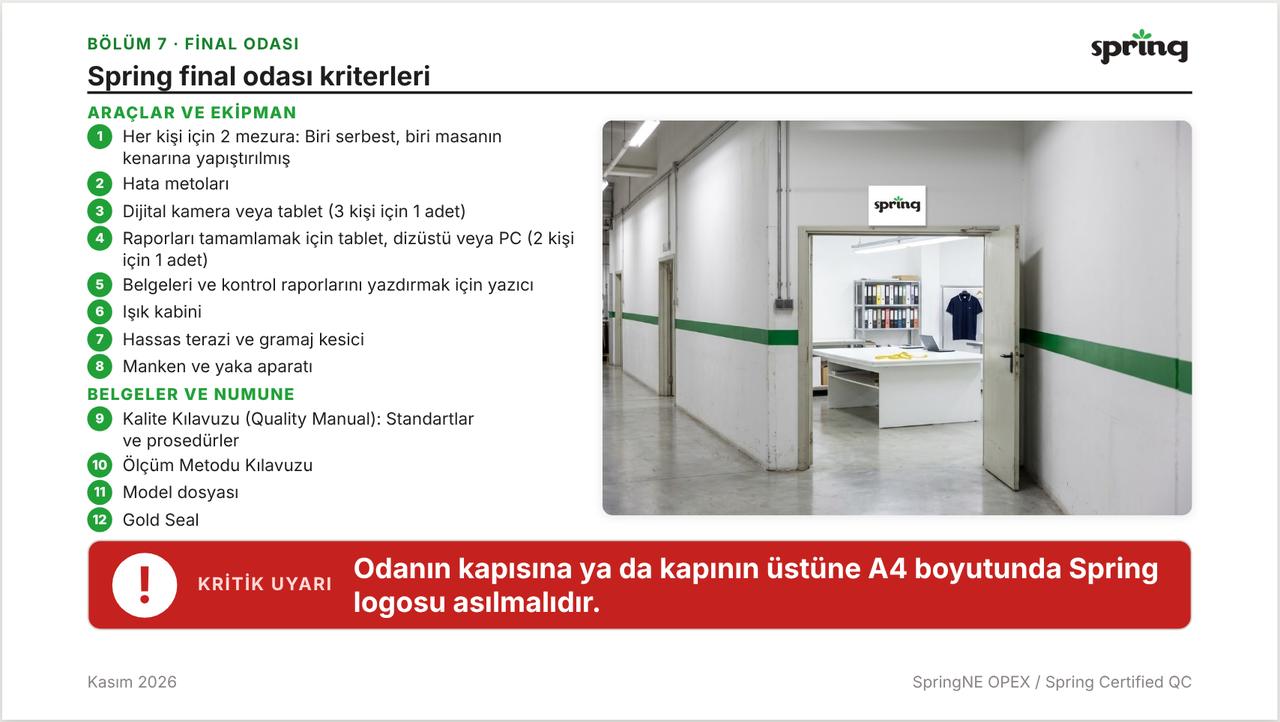 BÖLÜM 7 · FİNAL ODASI
spring
Spring final odası kriterleri
ARAÇLAR VE EKİPMAN
1 Her kişi için 2 mezura: Biri serbest, biri masanın
kenarına yapıştırılmış
2 Hata metoları
3 Dijital kamera veya tablet (3 kişi için 1 adet)
4 Raporları tamamlamak için tablet, dizüstü veya PC (2 kişi
için 1 adet)
5 Belgeleri ve kontrol raporlarını yazdırmak için yazıcı
6 Işık kabini
7 Hassas terazi ve gramaj kesici
8 Manken ve yaka aparatı
BELGELER VE NUMUNE
9 Kalite Kılavuzu (Quality Manual): Standartlar
ve prosedürler
10 Ölçüm Metodu Kılavuzu
11 Model dosyası
12 Gold Seal
spring
! KRİTİK UYARI
Odanın kapısına ya da kapının üstüne A4 boyutunda Spring
logosu asılmalıdır.
Kasım 2026
SpringNE OPEX / Spring Certified QC